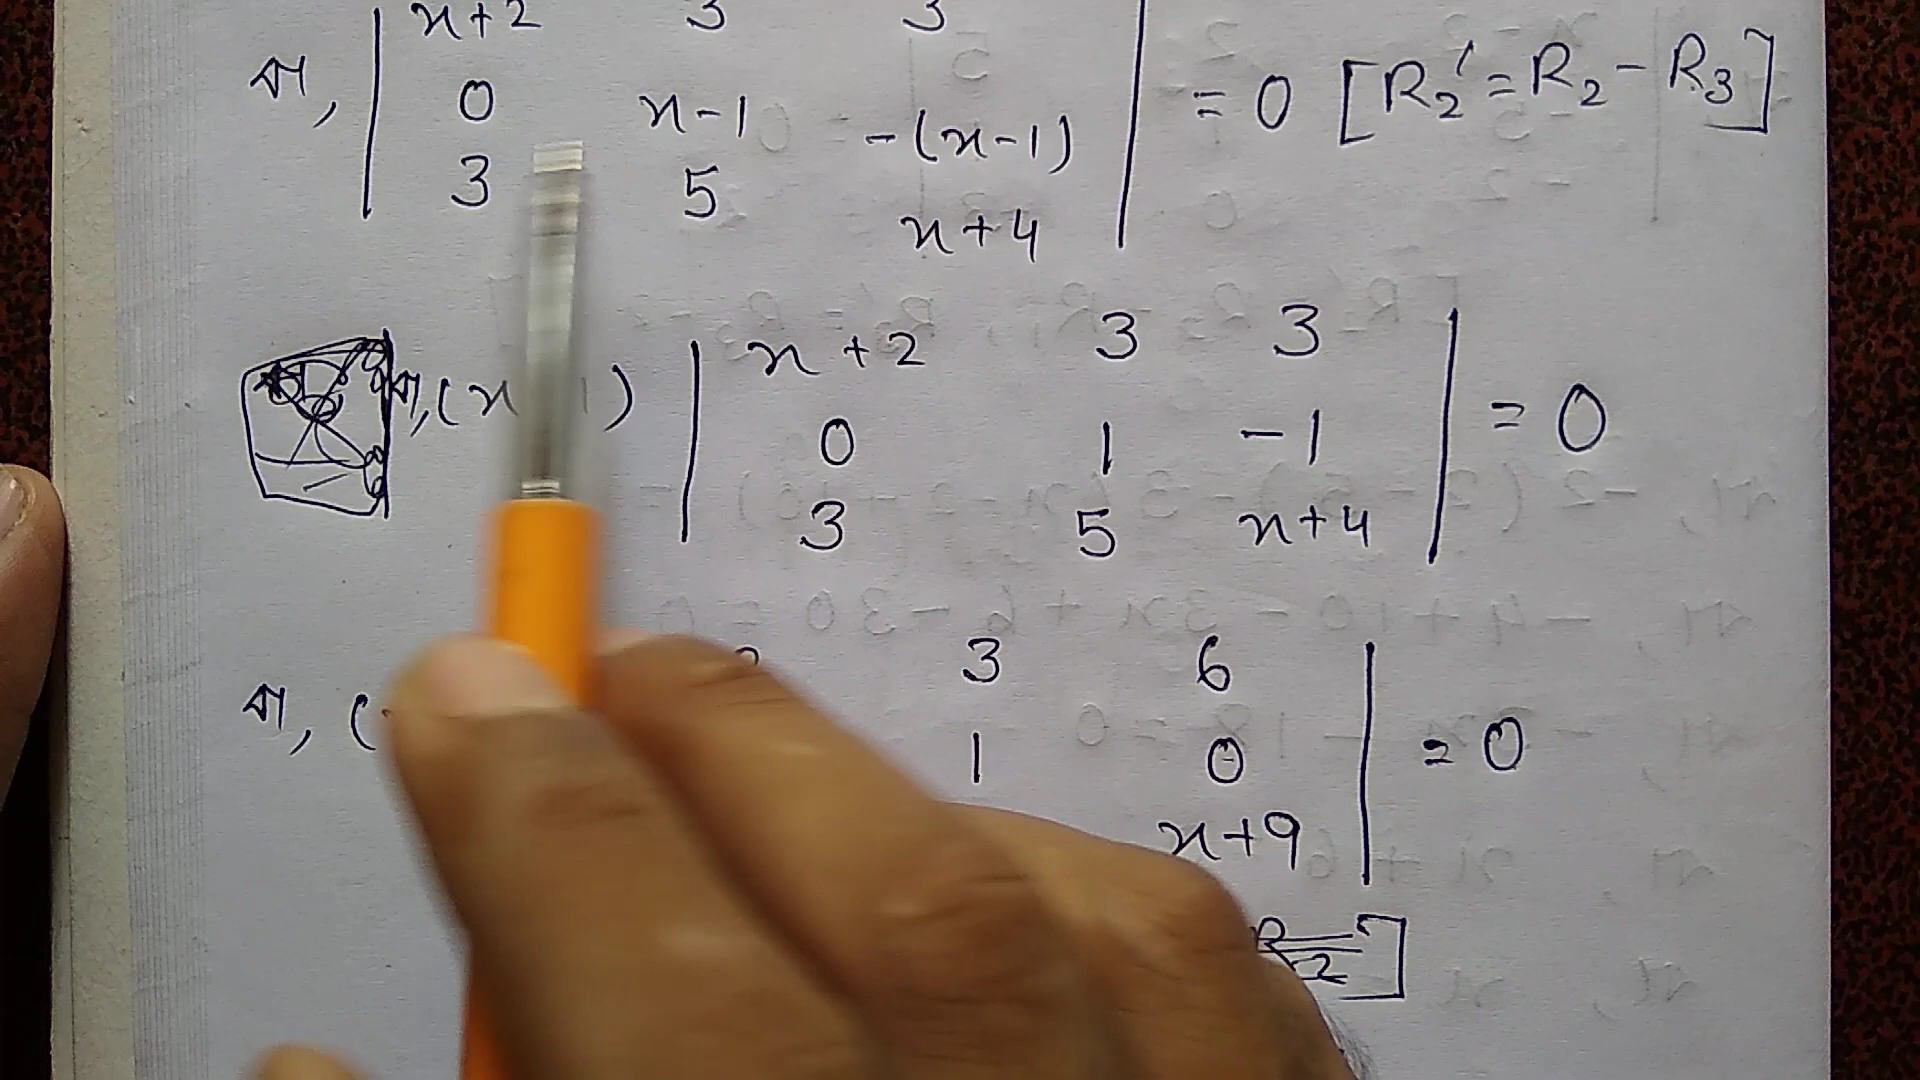 x+2 3 3
বা, 0 x-1 -(x-1) = 0 [R₂′ = R₂ - R₃]
3 5 x+4
x+2 3 3
বা, (x 1) 0 1 -1 = 0
3 5 x+4
3 6
বা, ( 1 0 = 0
x+9
]